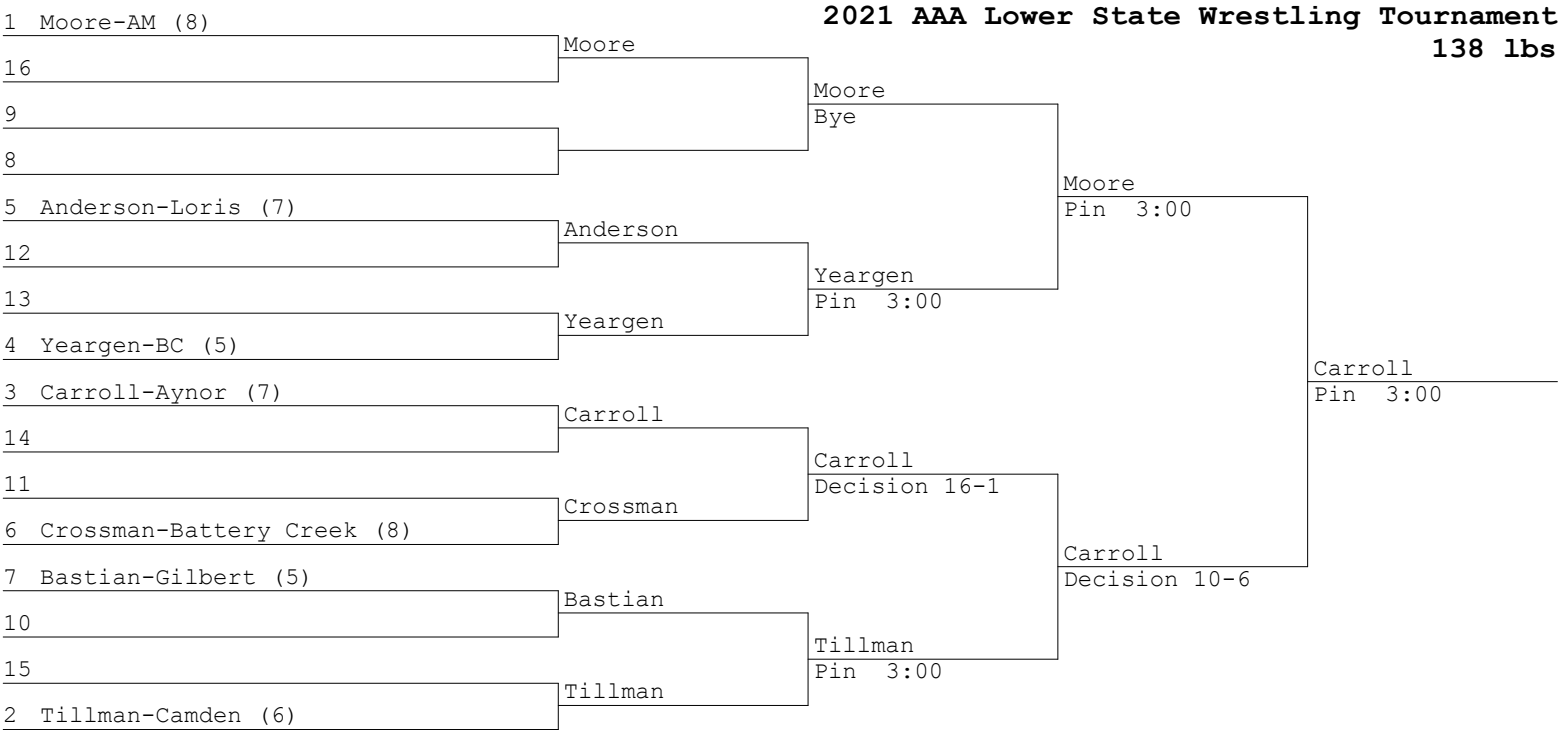 2021 AAA Lower State Wrestling Tournament
138 lbs
1 Moore-AM (8)
16
9
8
5 Anderson-Loris (7)
12
13
4 Yeargen-BC (5)
3 Carroll-Aynor (7)
14
11
6 Crossman-Battery Creek (8)
7 Bastian-Gilbert (5)
10
15
2 Tillman-Camden (6)
Moore
Anderson
Yeargen
Carroll
Crossman
Bastian
Tillman
Moore
Bye
Yeargen
Pin 3:00
Carroll
Decision 16-1
Tillman
Pin 3:00
Moore
Pin 3:00
Carroll
Decision 10-6
Carroll
Pin 3:00